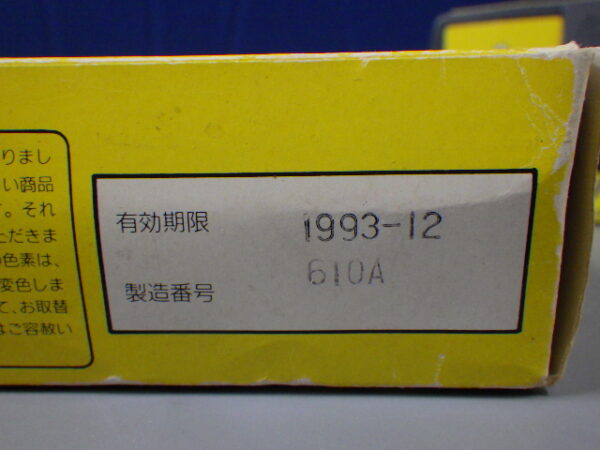 りまし
い商品
。それ
ただきま
色素は、
変色しま
て、お取替
はご容赦い
有効期限 1993-12
製造番号 610A